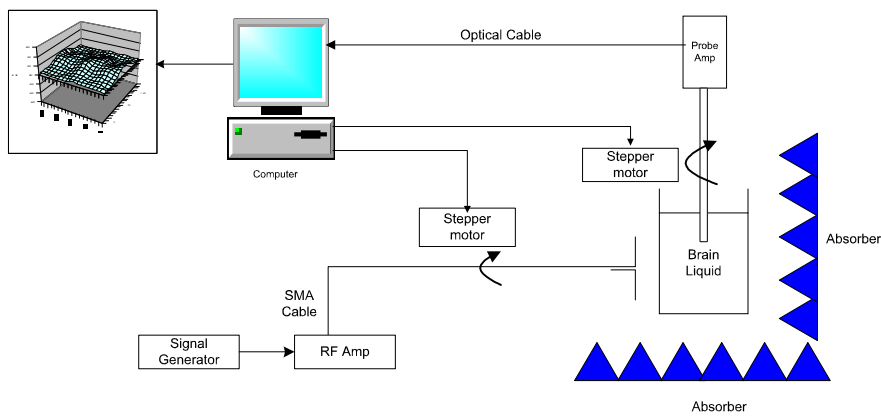 Optical Cable
Probe
Amp
Computer
Stepper
motor
Stepper
motor
Brain
Liquid
Absorber
SMA
Cable
Signal
Generator
RF Amp
Absorber